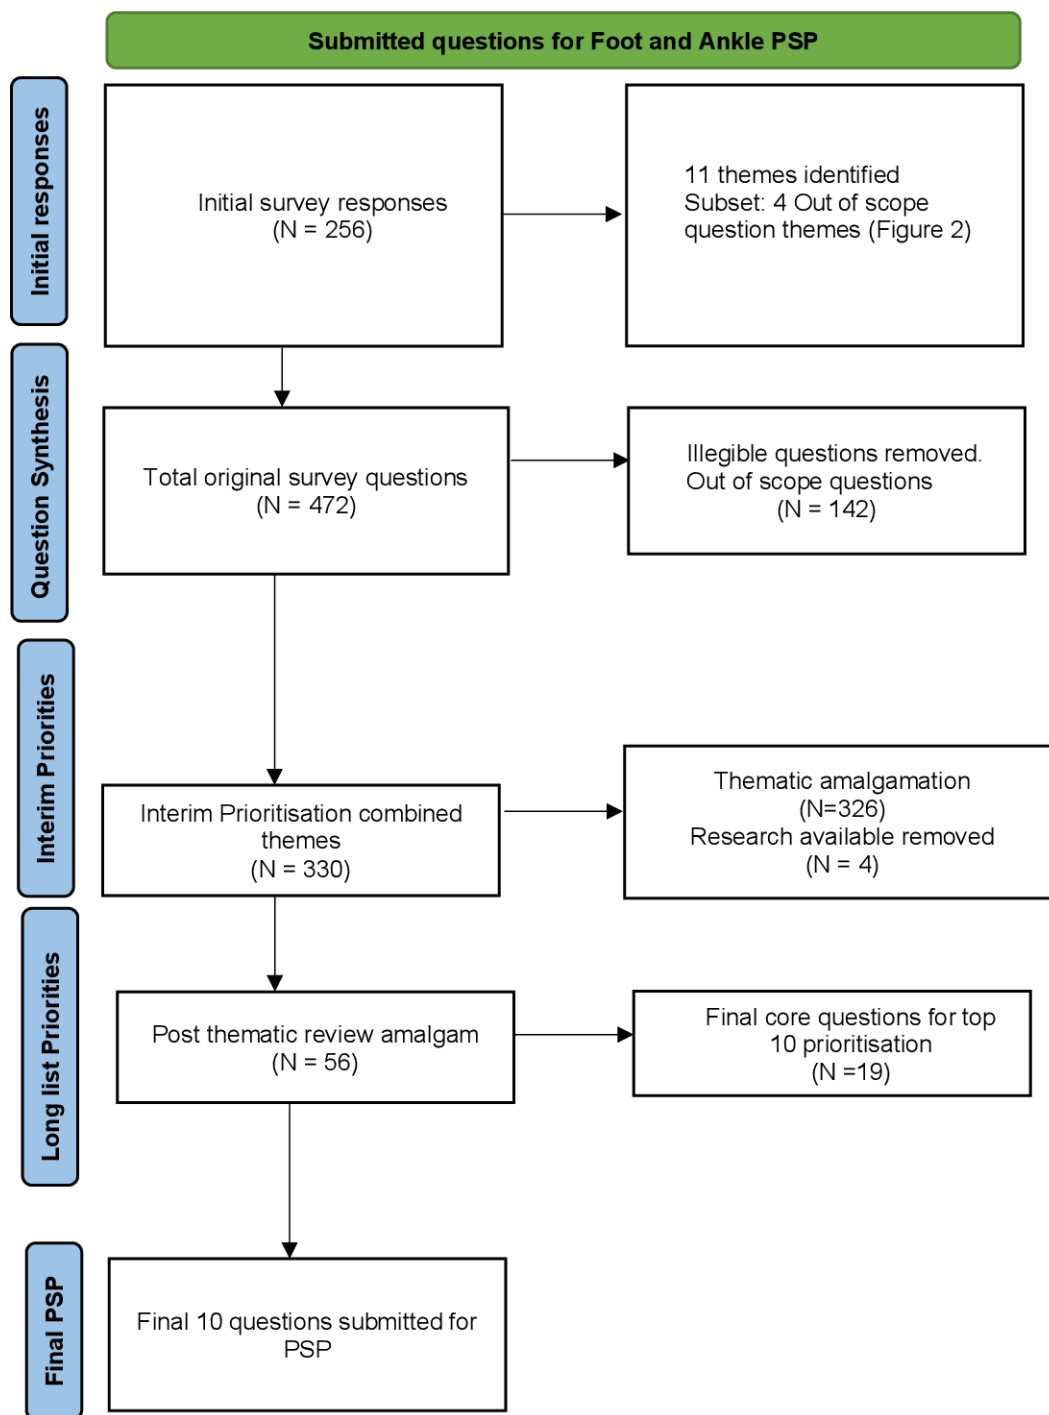 Submitted questions for Foot and Ankle PSP
Initial responses
Initial survey responses
(N = 256)
11 themes identified
Subset: 4 Out of scope
question themes (Figure 2)
Question Synthesis
Total original survey questions
(N = 472)
Illegible questions removed.
Out of scope questions
(N = 142)
Interim Priorities
Interim Prioritisation combined
themes
(N = 330)
Thematic amalgamation
(N=326)
Research available removed
(N = 4)
Long list Priorities
Post thematic review amalgam
(N = 56)
Final core questions for top
10 prioritisation
(N =19)
Final PSP
Final 10 questions submitted for
PSP